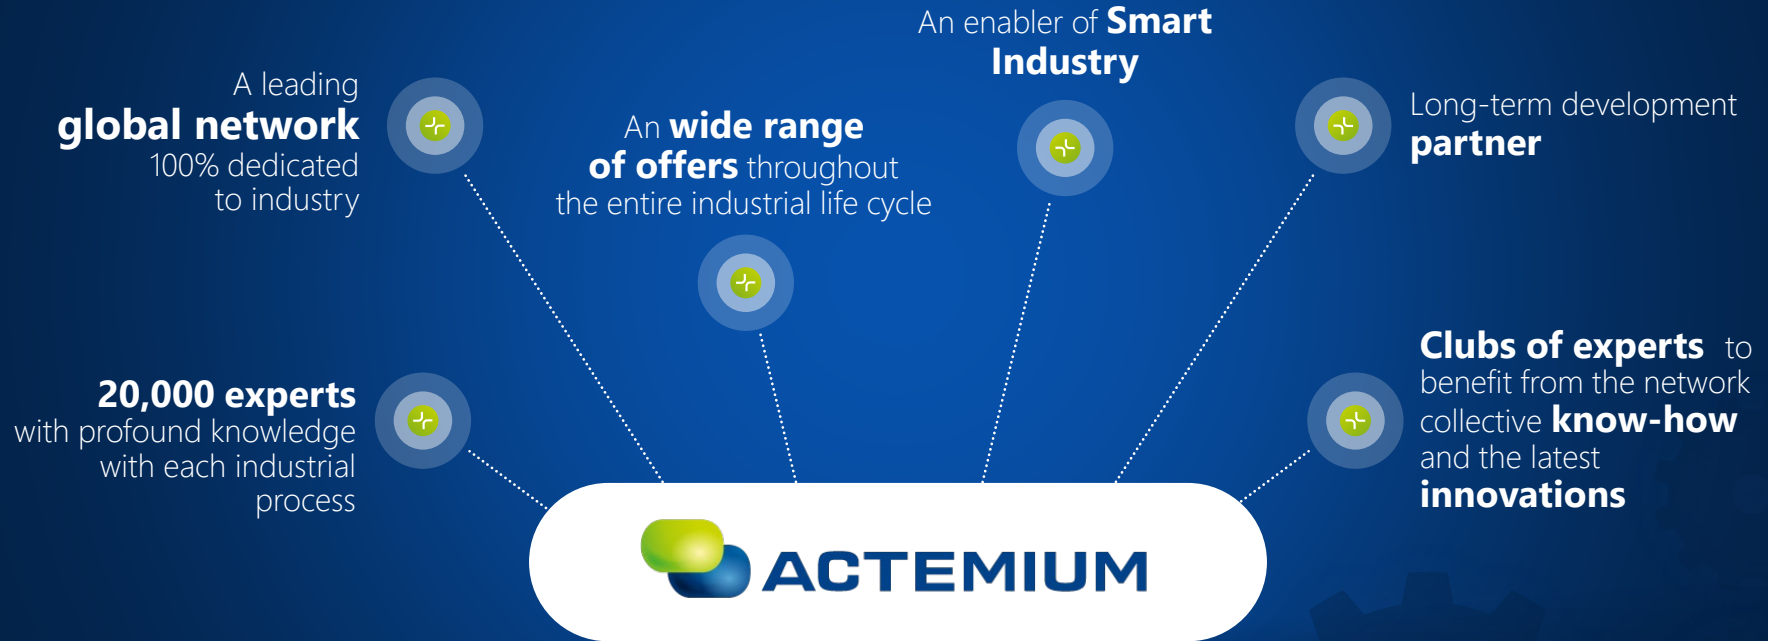 A leading
global network
100% dedicated
to industry
An wide range
of offers throughout
the entire industrial life cycle
An enabler of Smart
Industry
Long-term development
partner
20,000 experts
with profound knowledge
with each industrial
process
Clubs of experts to
benefit from the network
collective know-how
and the latest
innovations
ACTEMIUM